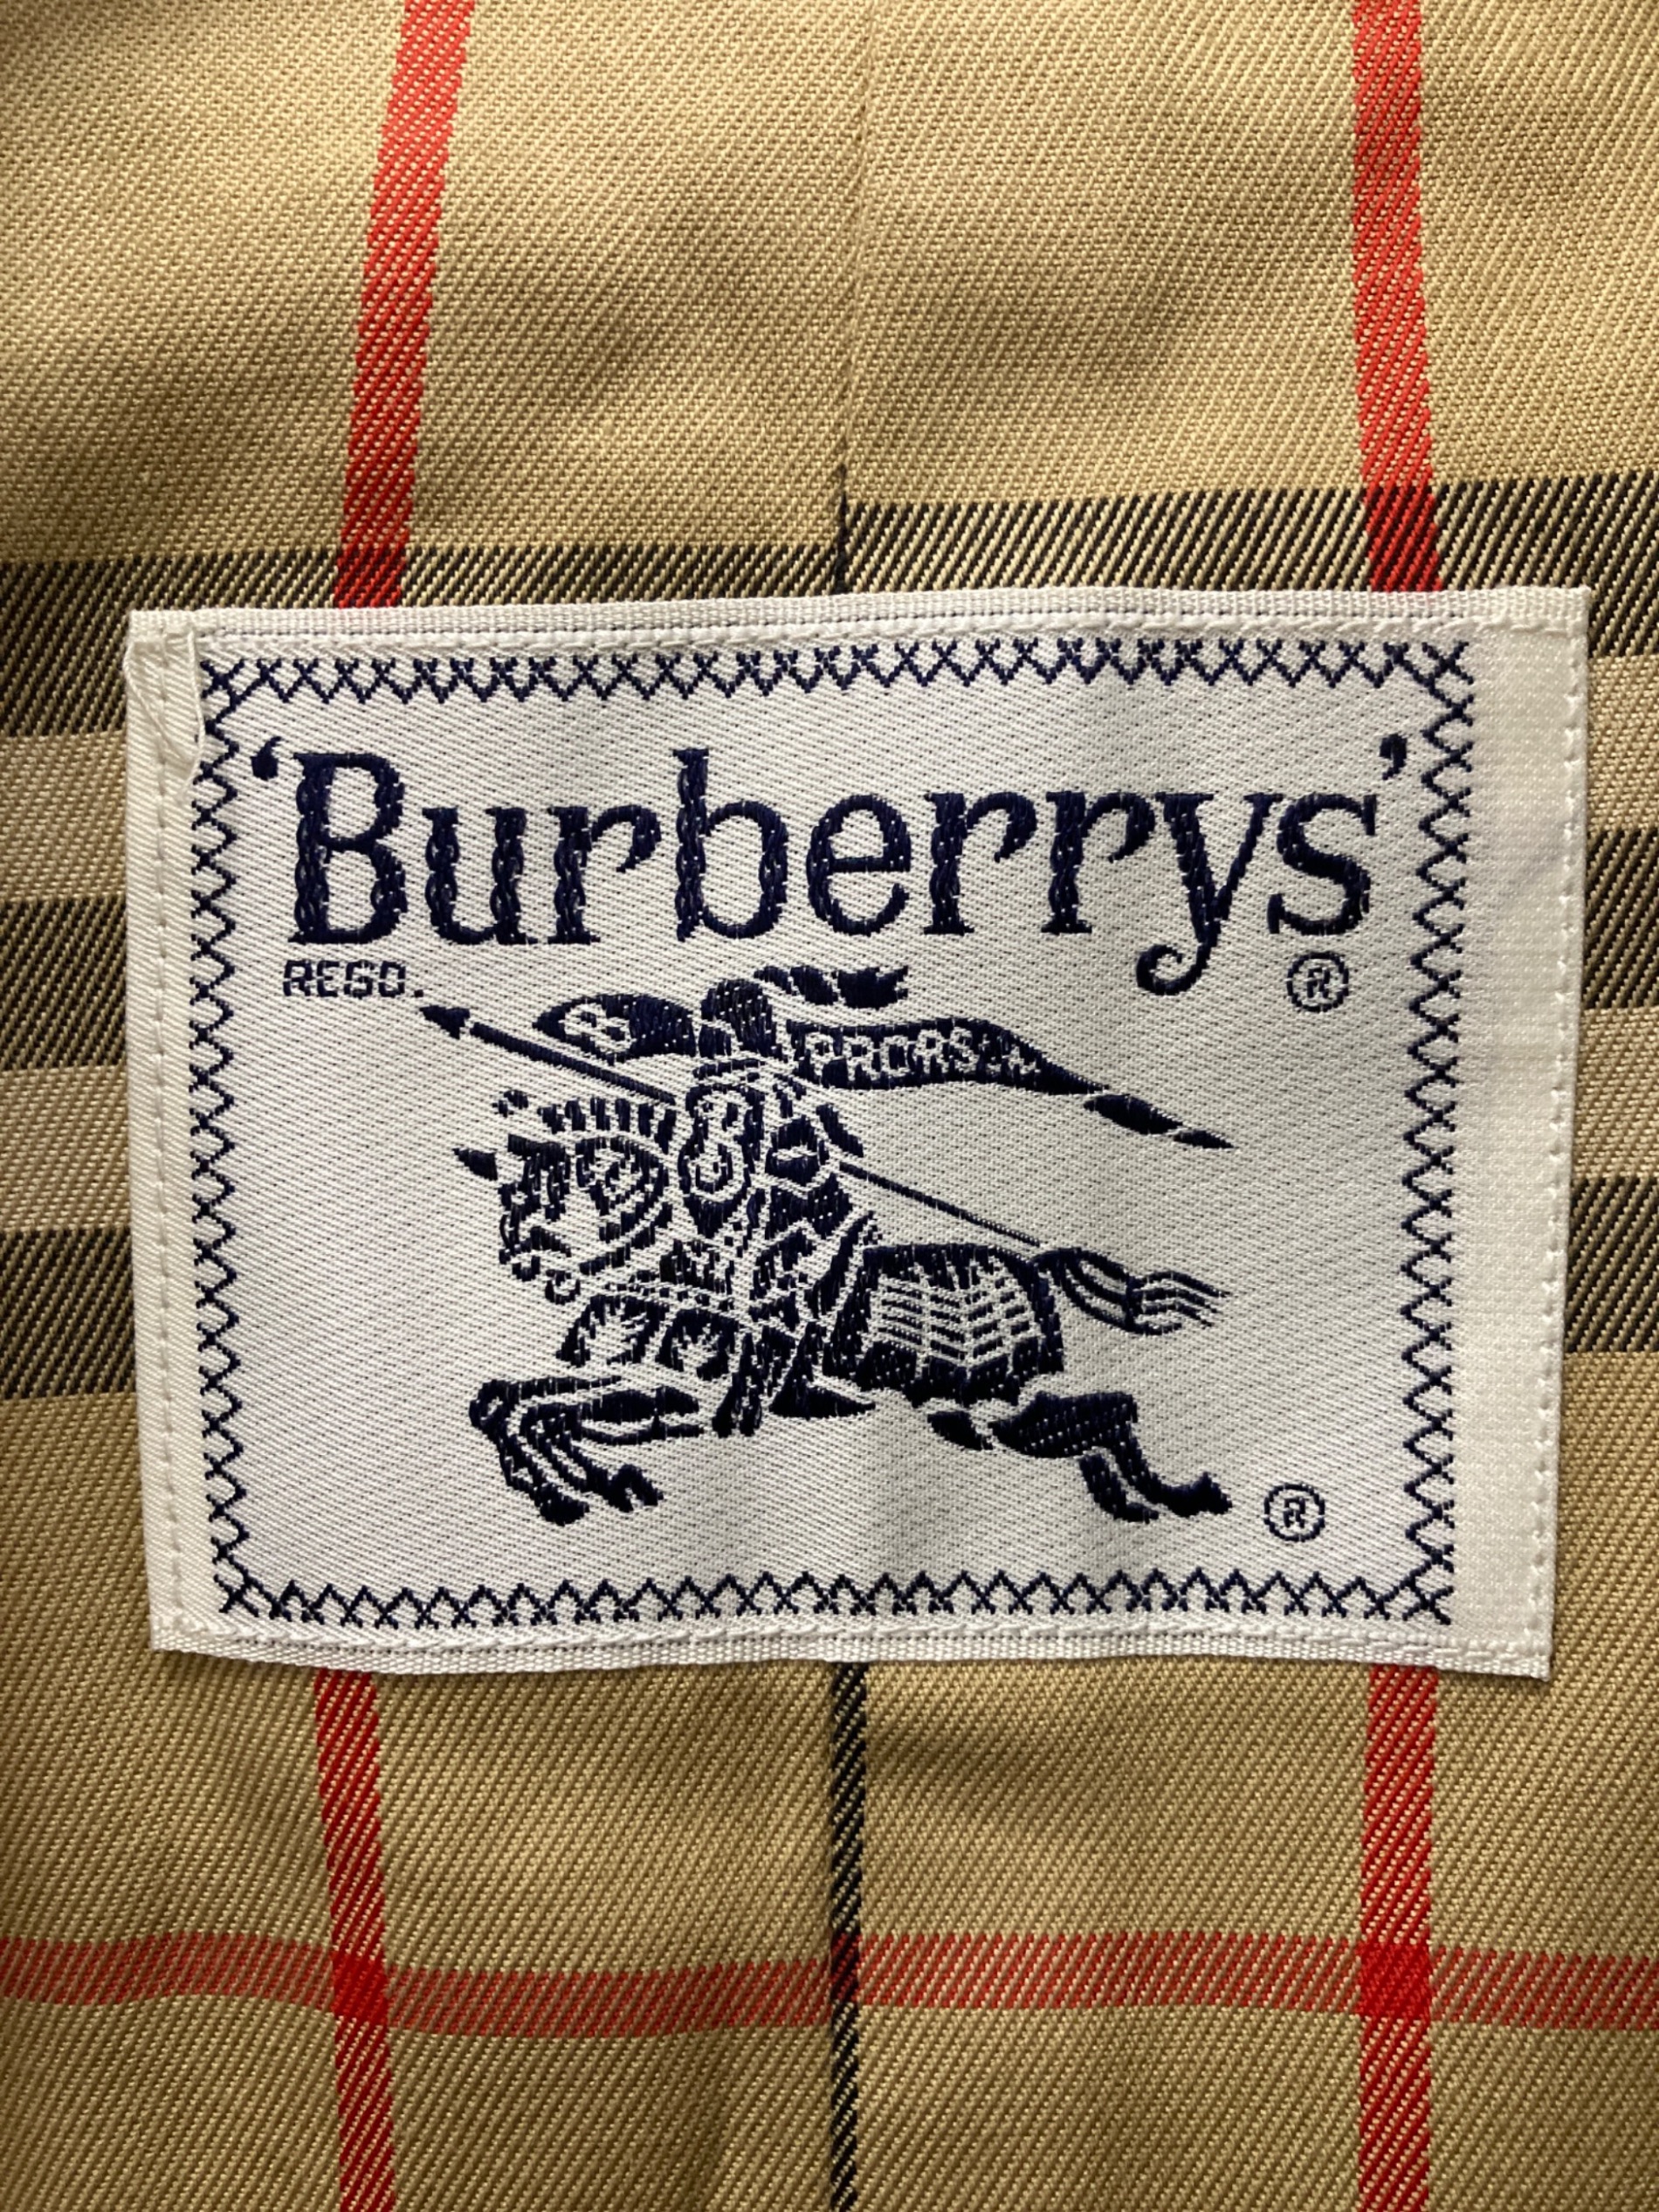 ‘Burberrys’
REGD. ®
PRORSUM
B
®